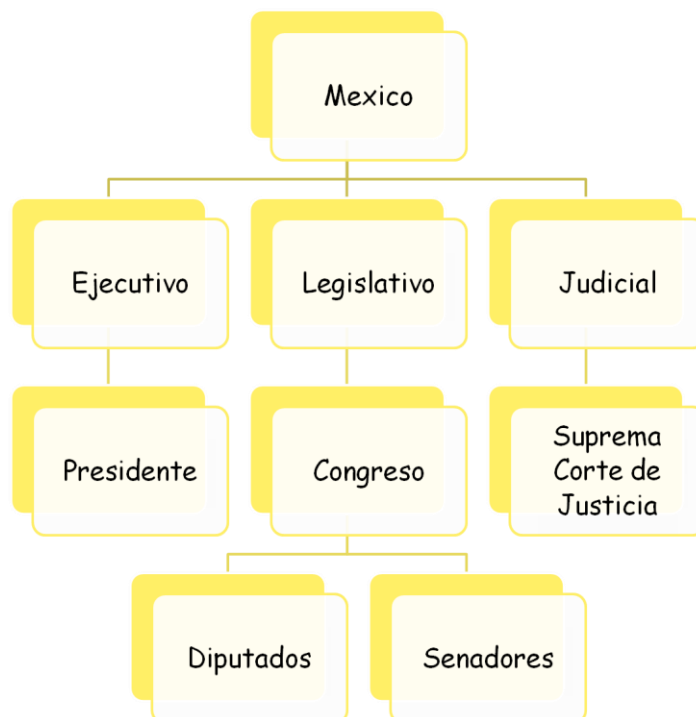 Mexico
Ejecutivo
Legislativo
Judicial
Presidente
Congreso
Suprema
Corte de
Justicia
Diputados
Senadores